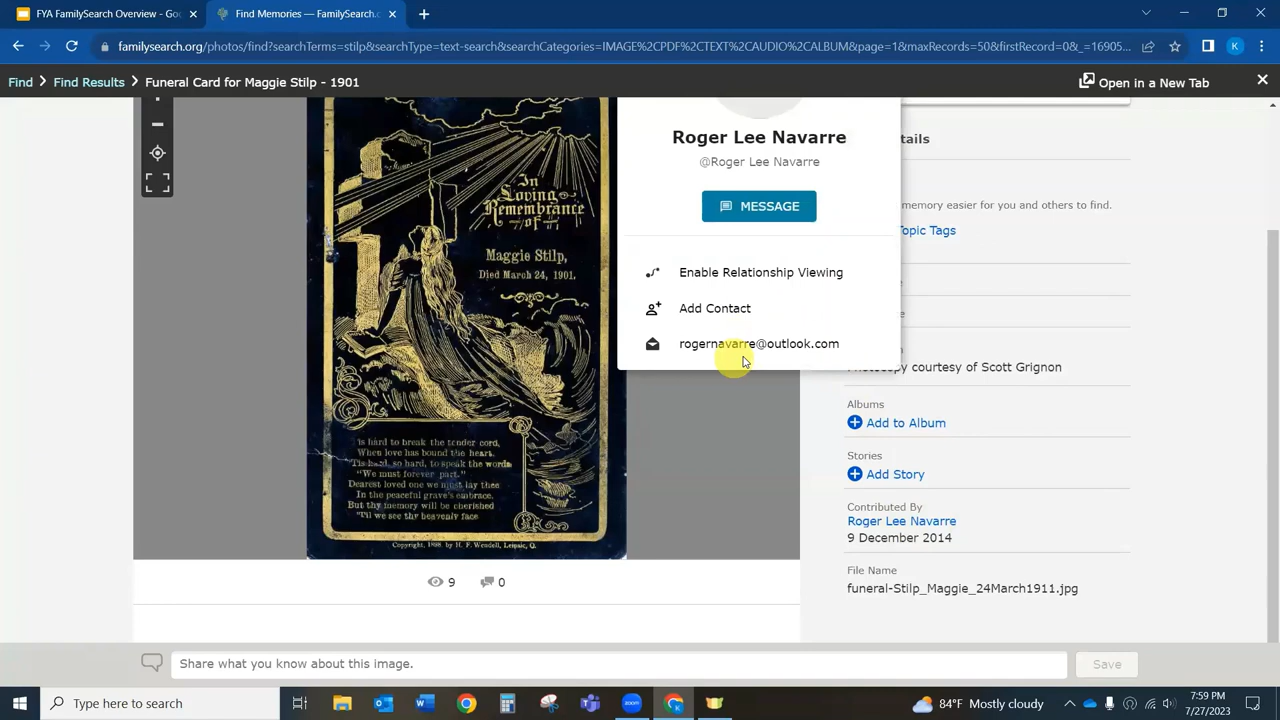 FYA FamilySearch Overview - Goo
Roger Memories — FamilySearch.o
familysearch.org/photos/find?searchTerms=stilp&searchType=text-search&searchCategories=IMAGE%2CPDF%2CTEXT%2CAUDIO%2CALBUM&page=1&maxRecords=50&firstRecord=0&_=16905...
K
Find > Find Results > Funeral Card for Maggie Stilp - 1901
Open in a New Tab
In
Loving
Remembrance
of
Maggie Stilp,
Died March 24, 1901.
'Tis hard to break the tender cord,
When love has bound the heart.
'Tis hard, so hard, to speak the words
"We must forever part."
Dearest loved one we must lay thee
In the peaceful grave's embrace,
But thy memory will be cherished
'Til we see thy heavenly face
Copyright, 1898 by H. F. Wendell, Leipsic, O.
Roger Lee Navarre
@Roger Lee Navarre
MESSAGE
Enable Relationship Viewing
Add Contact
rogernavarre@outlook.com
tails
memory easier for you and others to find.
Topic Tags
e
e
n
Photocopy courtesy of Scott Grignon
Albums
Add to Album
Stories
Add Story
Contributed By
Roger Lee Navarre
9 December 2014
File Name
funeral-Stilp_Maggie_24March1911.jpg
9
0
Share what you know about this image.
Save
Type here to search
84°F Mostly cloudy
7:59 PM
7/27/2023